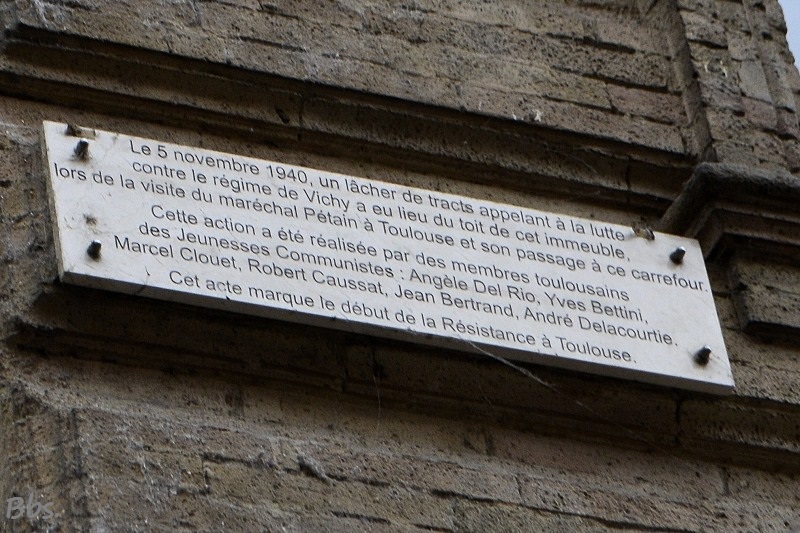 Le 5 novembre 1940, un lâcher de tracts appelant à la lutte
contre le régime de Vichy a eu lieu du toit de cet immeuble,
lors de la visite du maréchal Pétain à Toulouse et son passage à ce carrefour.
Cette action a été réalisée par des membres toulousains
des Jeunesses Communistes : Angèle Del Rio, Yves Bettini,
Marcel Clouet, Robert Caussat, Jean Bertrand, André Delacourtie.
Cet acte marque le début de la Résistance à Toulouse.
Bbs